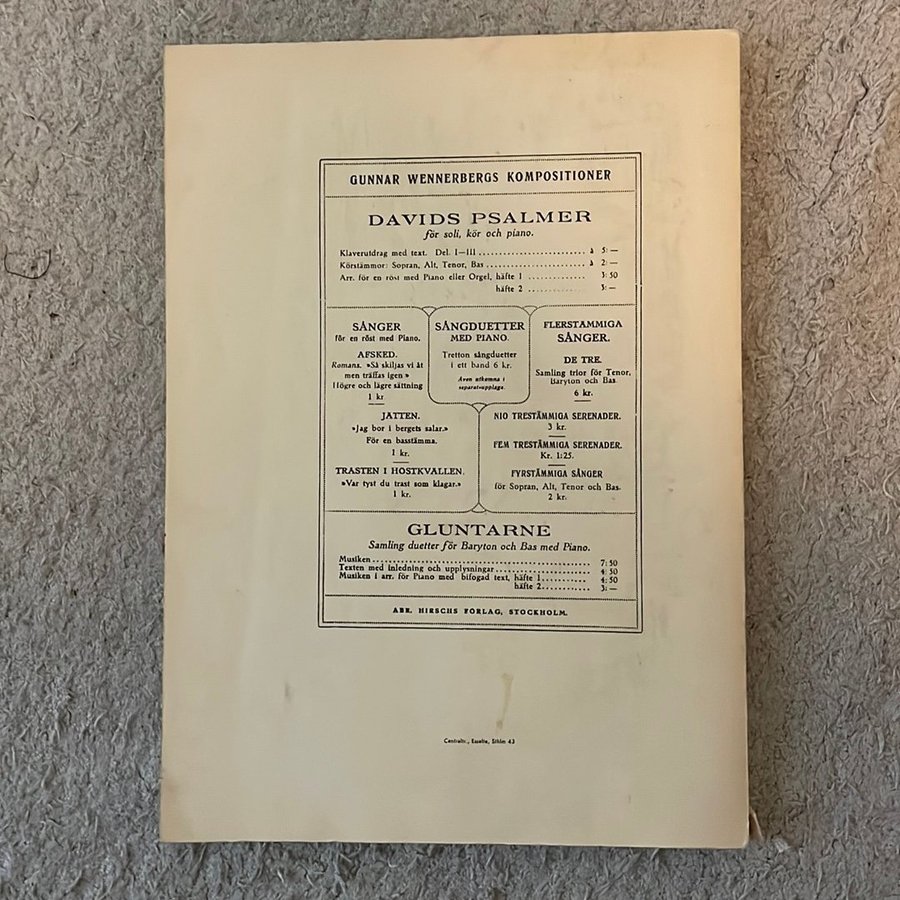 GUNNAR WENNERBERGS KOMPOSITIONER
DAVIDS PSALMER
för soli, kör och piano.
Klaverutdrag med text. Del. I—III ........................ à 5: —
Körstämmor: Sopran, Alt, Tenor, Bas ...................... à 2: —
Arr. för en röst med Piano eller Orgel, häfte 1 ............. 3: 50
häfte 2 ............. 3: —
SÅNGER
för en röst med Piano.
AFSKED.
Romans. »Så skiljas vi åt
men träffas igen»
Högre och lägre sättning
1 kr
SÅNGDUETTER
MED PIANO.
Tretton sångduetter
i ett band 6 kr.
Även utkomna i
separatupplaga.
FLERSTÄMMIGA
SÅNGER.
DE TRE.
Samling trior för Tenor,
Baryton och Bas.
6 kr.
JÄTTEN.
»Jag bor i bergets salar.»
För en basstämma.
1 kr.
TRASTEN I HÖSTKVÄLLEN.
»Var tyst du trast som klagar.»
1 kr.
NIO TRESTÄMMIGA SERENADER.
3 kr.
FEM TRESTÄMMIGA SERENADER.
Kr. 1:25.
FYRSTÄMMIGA SÅNGER
för Sopran, Alt, Tenor och Bas.
2 kr.
GLUNTARNE
Samling duetter för Baryton och Bas med Piano.
Musiken .................................................. 7: 50
Texten med inledning och upplysningar ..................... 4: 50
Musiken i arr. för Piano med bifogad text, häfte 1 ............ 4: 50
häfte 2 ............ 3: —
ABR. HIRSCHS FÖRLAG, STOCKHOLM.
Centraltr., Esselte, Sthlm 43